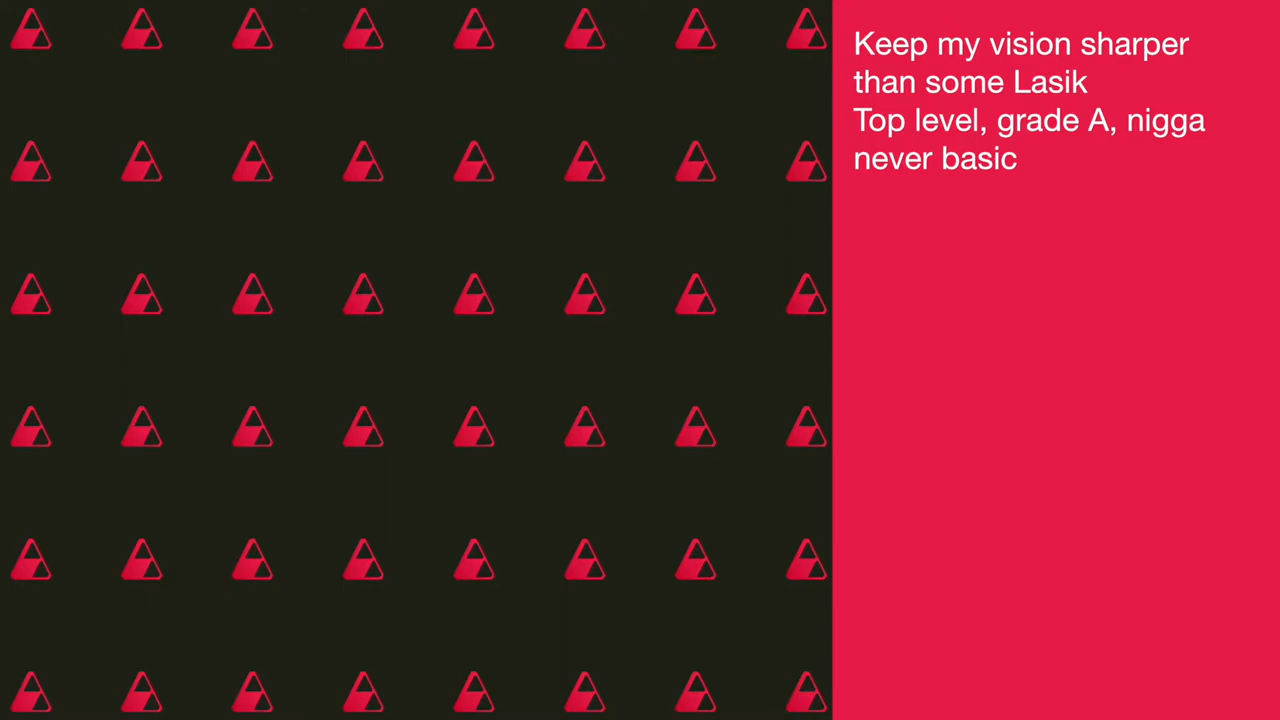 Keep my vision sharper
than some Lasik
Top level, grade A, nigga
never basic